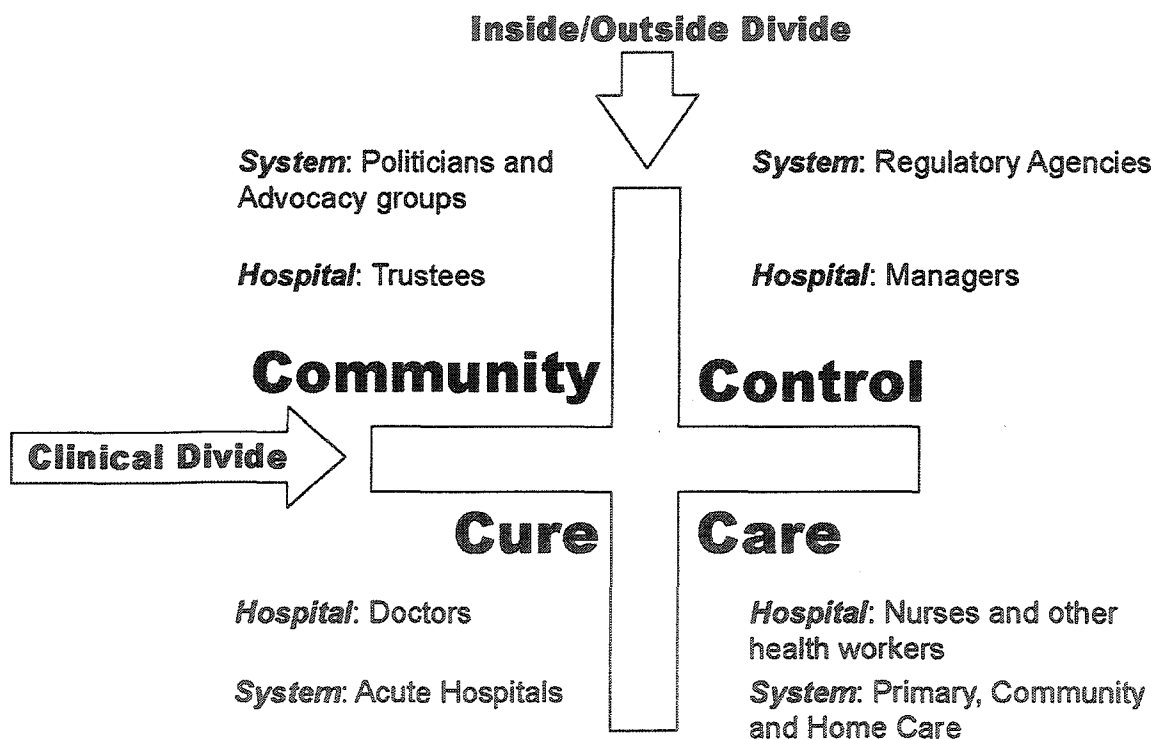 Inside/Outside Divide
System: Politicians and
Advocacy groups
System: Regulatory Agencies
Hospital: Trustees
Hospital: Managers
Community
Control
Clinical Divide
Cure
Care
Hospital: Doctors
Hospital: Nurses and other
health workers
System: Acute Hospitals
System: Primary, Community
and Home Care